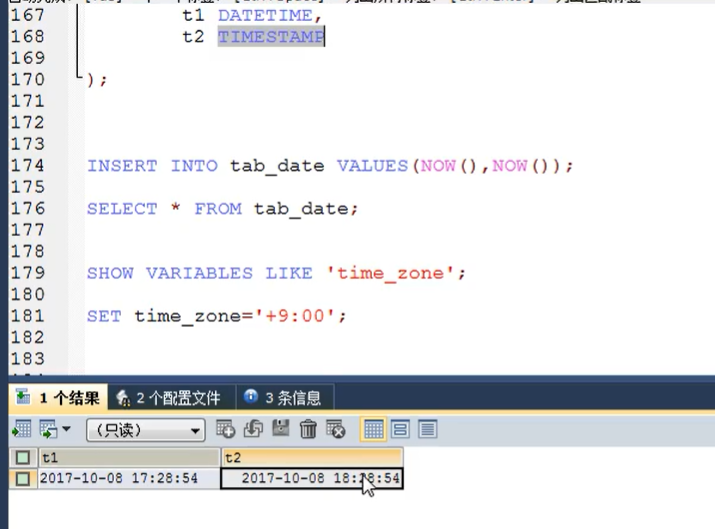 167 t1 DATETIME,
168 t2 TIMESTAMP
169
170 );
171
172
173
174 INSERT INTO tab_date VALUES(NOW(),NOW());
175
176 SELECT * FROM tab_date;
177
178
179 SHOW VARIABLES LIKE 'time_zone';
180
181 SET time_zone='+9:00';
182
183
1 个结果 2 个配置文件 3 条信息
(只读)
t1 t2
2017-10-08 17:28:54 2017-10-08 18:28:54